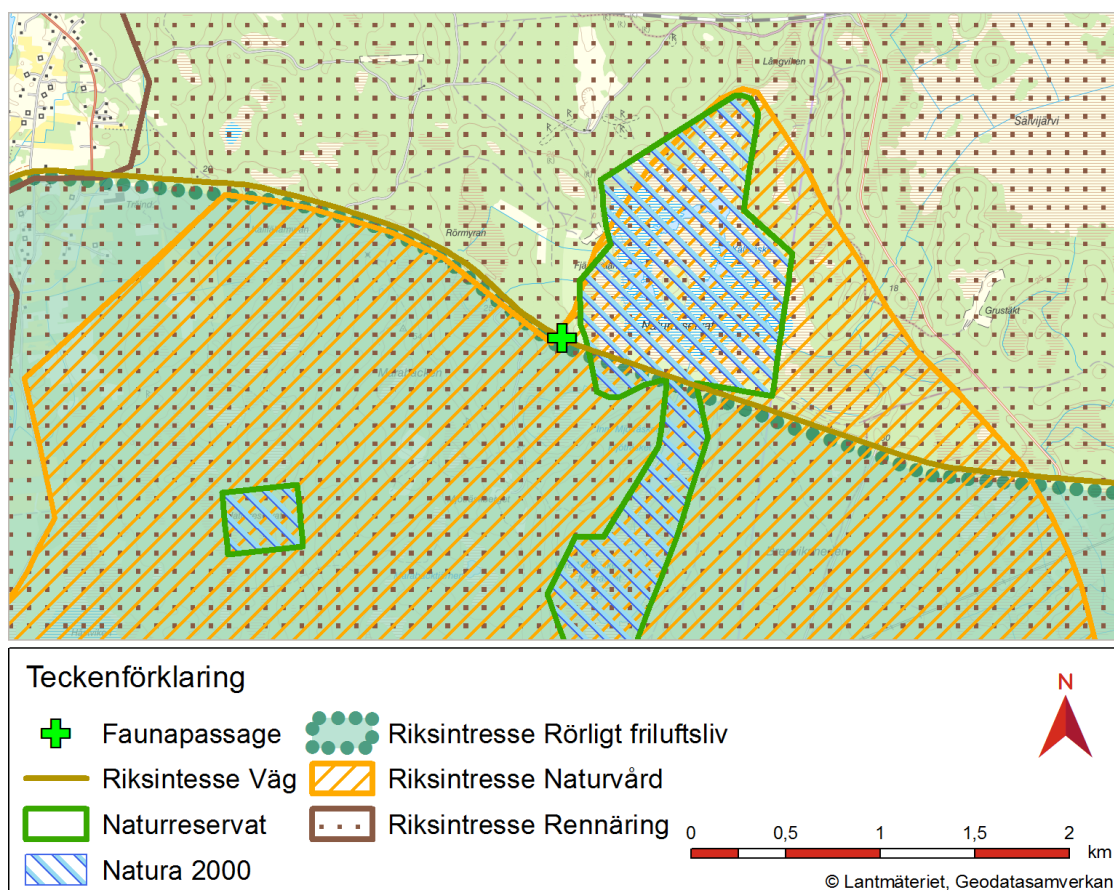 Långviken
Salvijärvi
20
Rörmyran
18
Grustäkt
Teckenförklaring
N
Faunapassage
Riksintresse Rörligt friluftsliv
Riksintesse Väg
Riksintresse Naturvård
Naturreservat
Riksintresse Rennäring
0 0,5 1 1,5 2
km
Natura 2000
© Lantmäteriet, Geodatasamverkan